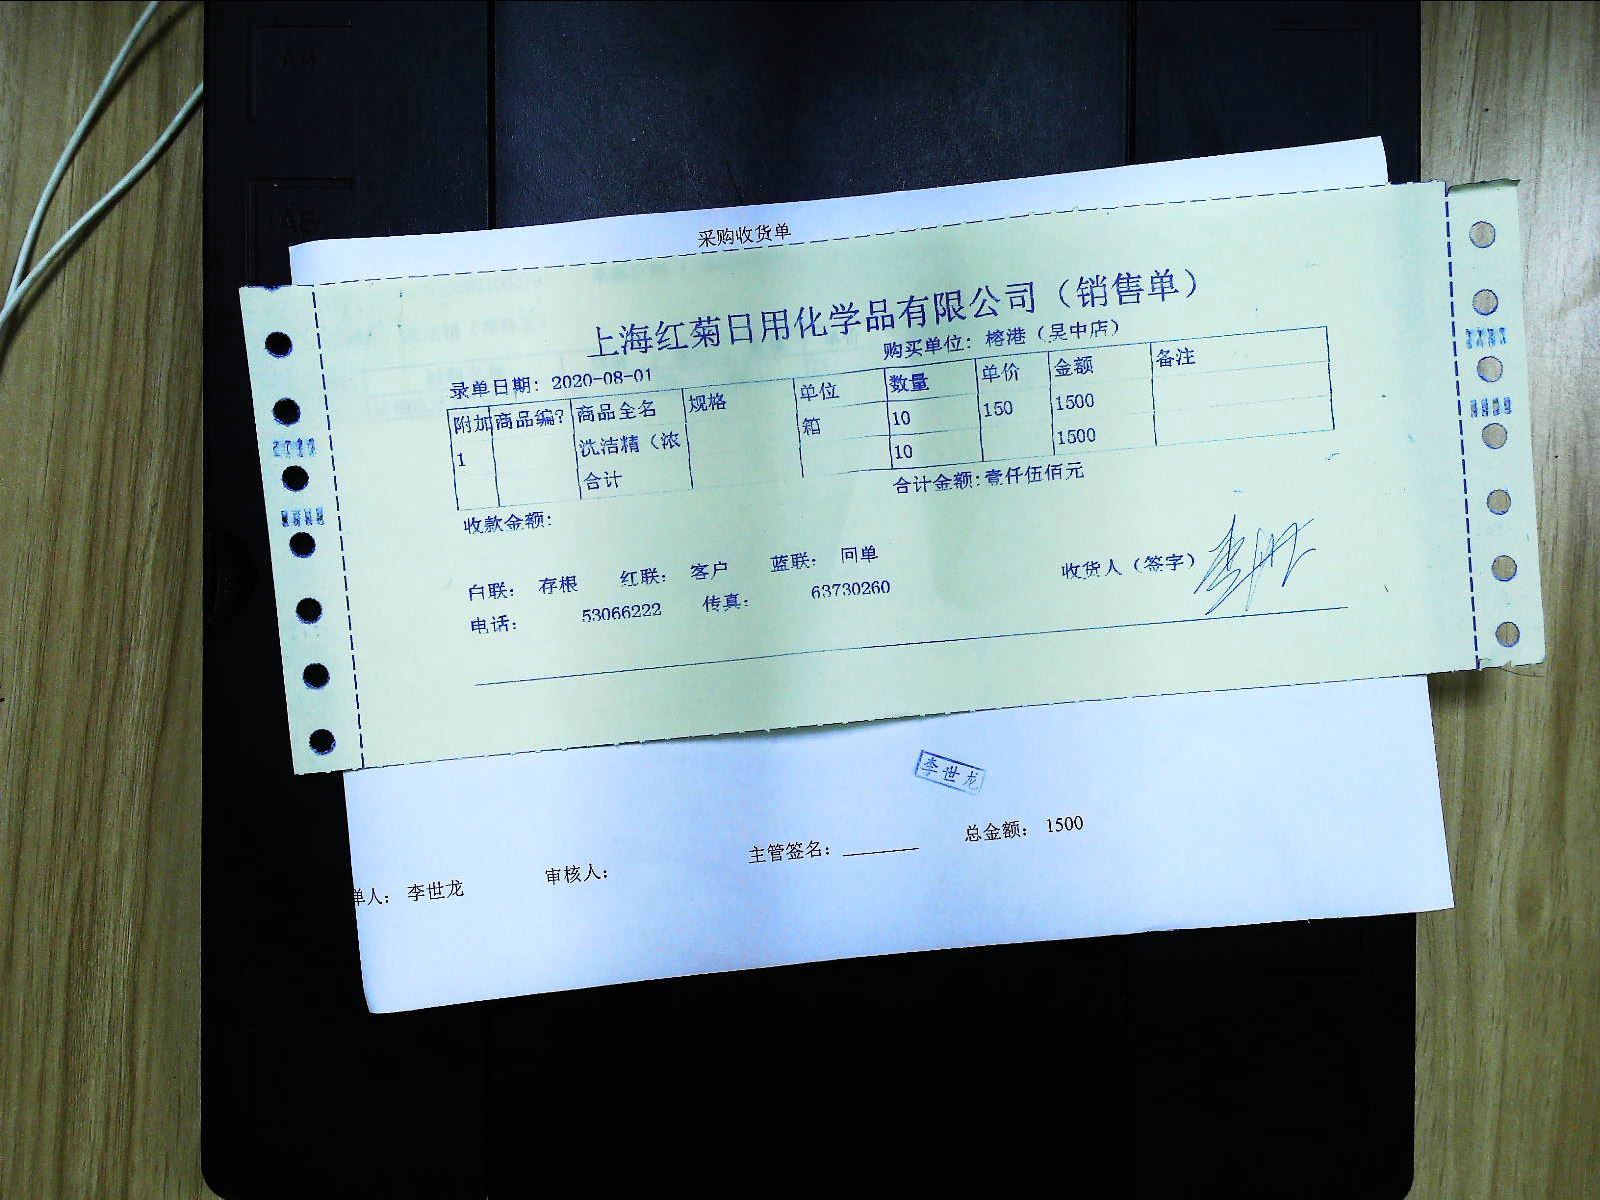 采购收货单
上海红菊日用化学品有限公司（销售单）
录单日期: 2020-08-01 购买单位: 榕港（吴中店）
附加 商品编? 商品全名 规格 单位 数量 单价 金额 备注
1 洗洁精（浓 箱 10 150 1500
合计 10 1500
收款金额: 合计金额:壹仟伍佰元
白联: 存根 红联: 客户 蓝联: 回单 收货人（签字）
电话: 53066222 传真: 63730260
李世龙
单人: 李世龙 审核人: 主管签名: 总金额: 1500